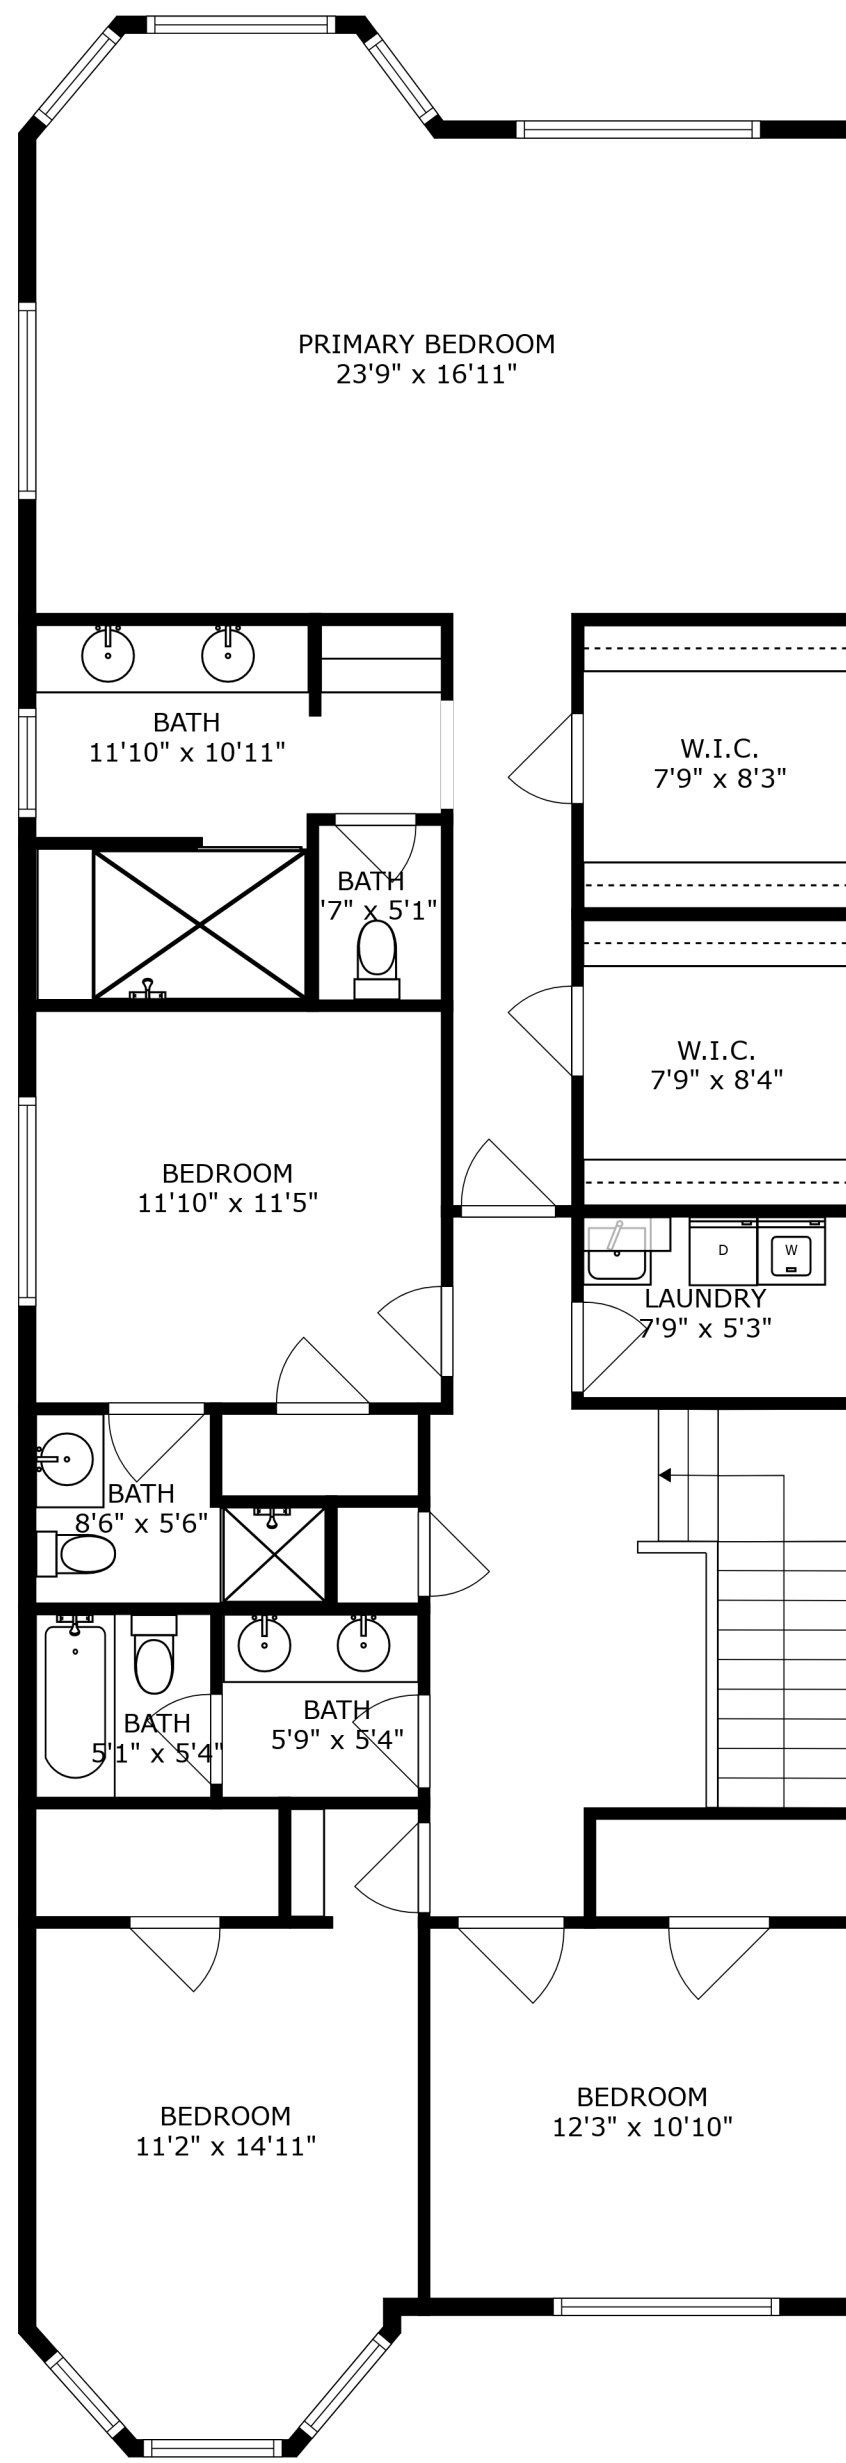 PRIMARY BEDROOM
23'9" x 16'11"
BATH
11'10" x 10'11"
W.I.C.
7'9" x 8'3"
BATH
'7" x 5'1"
W.I.C.
7'9" x 8'4"
BEDROOM
11'10" x 11'5"
D
W
LAUNDRY
7'9" x 5'3"
BATH
8'6" x 5'6"
BATH
5'9" x 5'4"
BATH
5'1" x 5'4"
BEDROOM
12'3" x 10'10"
BEDROOM
11'2" x 14'11"